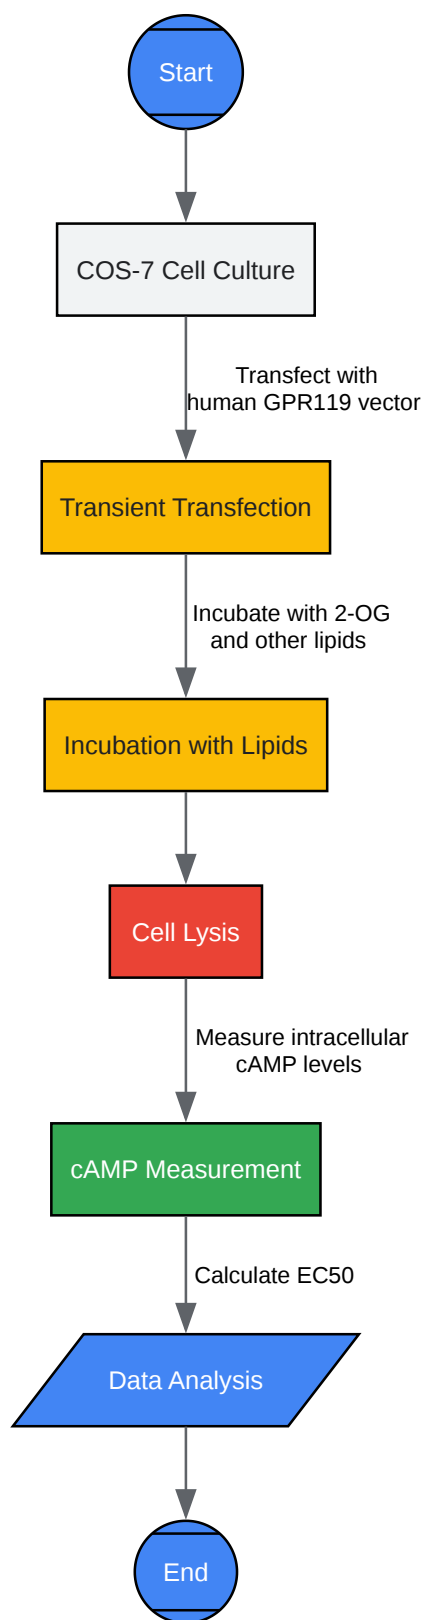 Start
COS-7 Cell Culture
Transfect with
human GPR119 vector
Transient Transfection
Incubate with 2-OG
and other lipids
Incubation with Lipids
Cell Lysis
Measure intracellular
cAMP levels
cAMP Measurement
Calculate EC50
Data Analysis
End